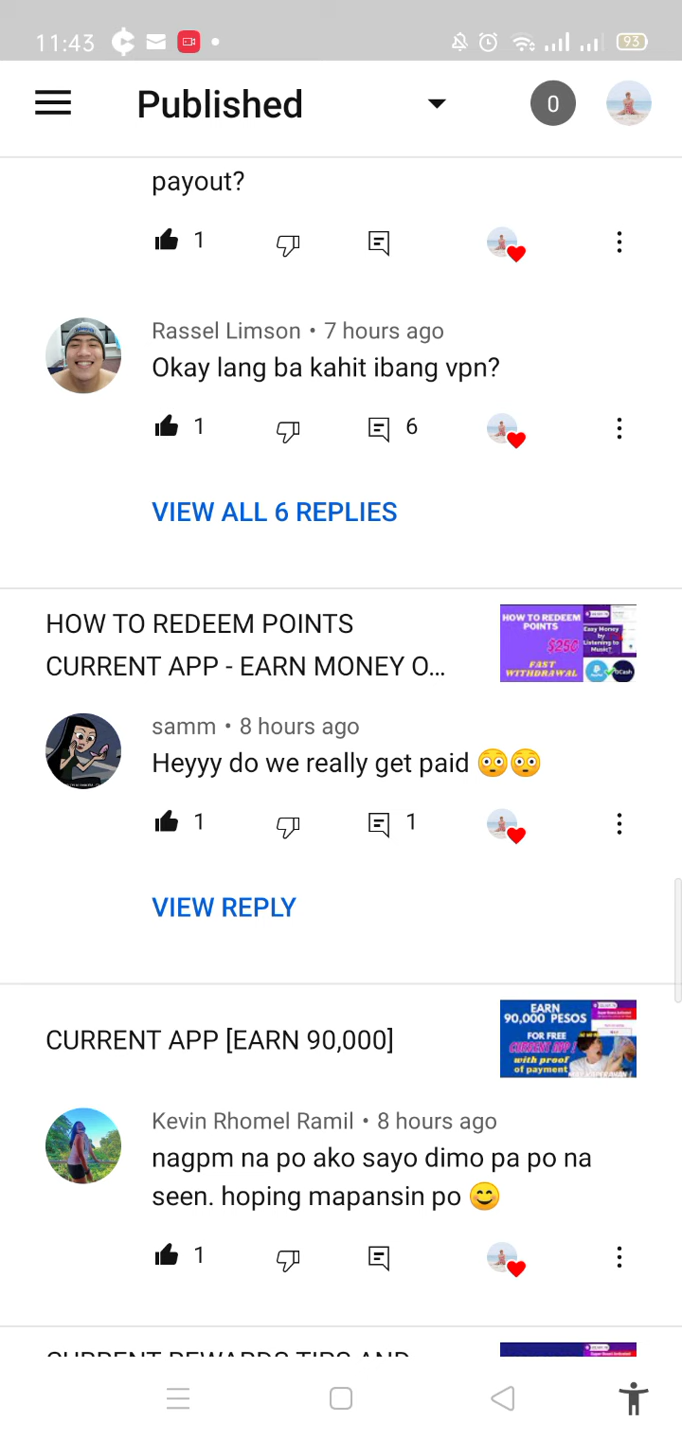 11:43
93
Published
0
payout?
1
Rassel Limson • 7 hours ago
Okay lang ba kahit ibang vpn?
1
6
VIEW ALL 6 REPLIES
HOW TO REDEEM POINTS
CURRENT APP - EARN MONEY O...
HOW TO REDEEM
POINTS
$250
FAST
WITHDRAWAL
Easy Money
by
Listening to
Music?
GCash
samm • 8 hours ago
Heyyy do we really get paid 😳😳
1
1
VIEW REPLY
CURRENT APP [EARN 90,000]
EARN
90,000 PESOS
FOR FREE
CURRENT APP!
with proof
of payment
Kevin Rhomel Ramil • 8 hours ago
nagpm na po ako sayo dimo pa po na
seen. hoping mapansin po 😊
1
CURRENT REWARDS TIPS AND